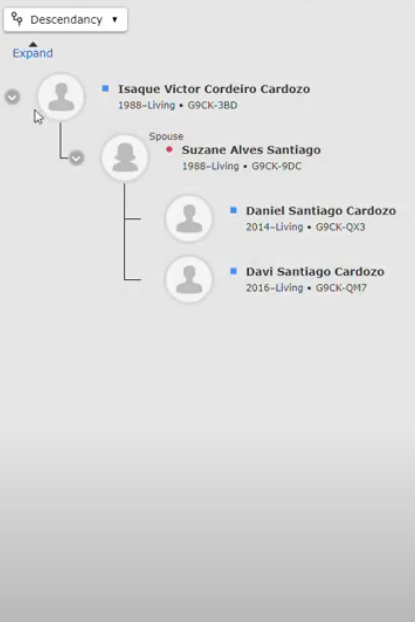 Descendancy
Expand
Isaque Victor Cordeiro Cardozo
1988–Living • G9CK-3BD
Spouse
Suzane Alves Santiago
1988–Living • G9CK-9DC
Daniel Santiago Cardozo
2014–Living • G9CK-QX3
Davi Santiago Cardozo
2016–Living • G9CK-QM7